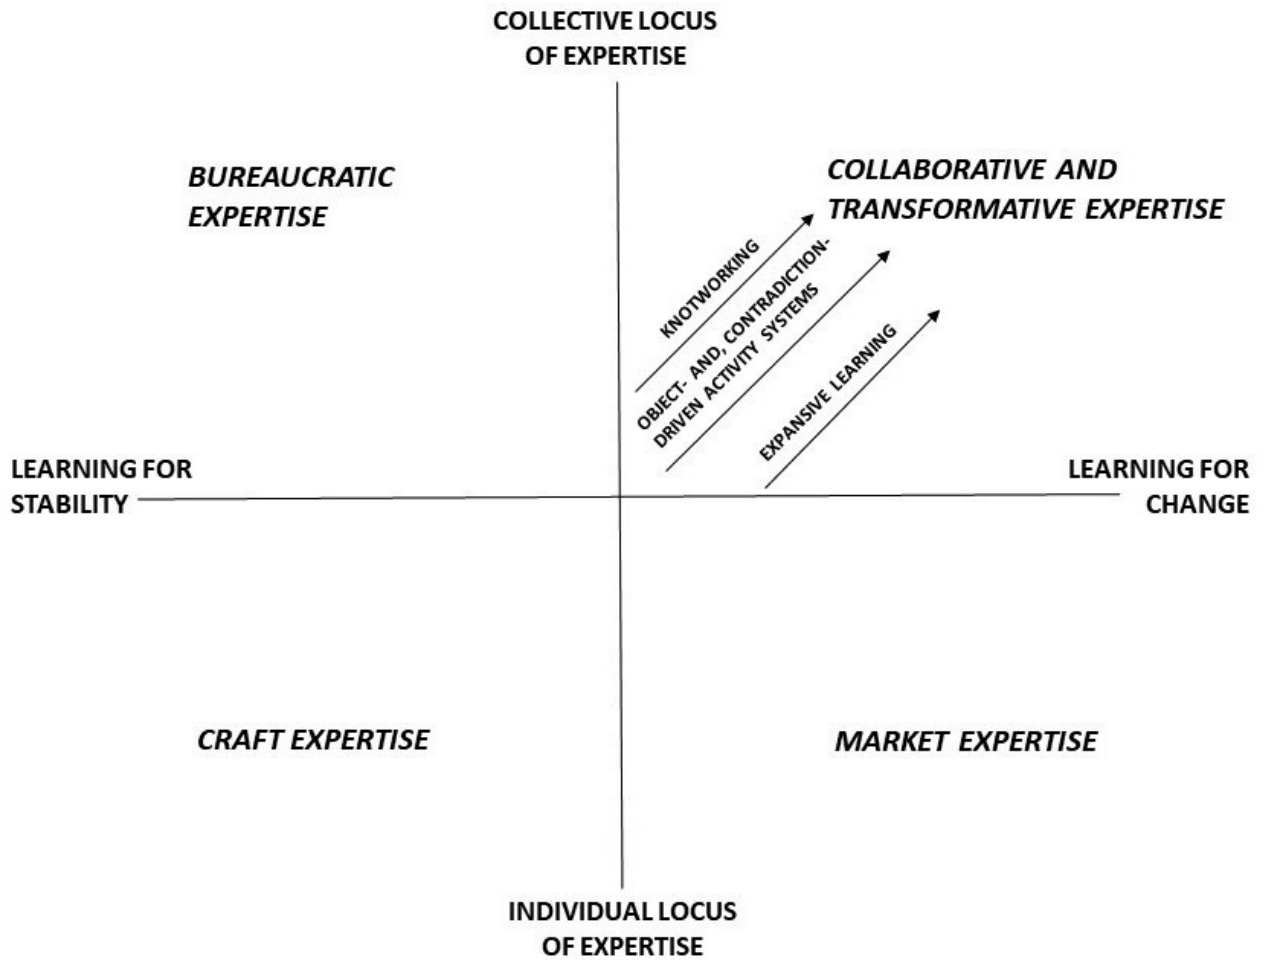 COLLECTIVE LOCUS
OF EXPERTISE
BUREAUCRATIC
EXPERTISE
COLLABORATIVE AND
TRANSFORMATIVE EXPERTISE
KNOTWORKING
OBJECT- AND, CONTRADICTION-
DRIVEN ACTIVITY SYSTEMS
EXPANSIVE LEARNING
LEARNING FOR
STABILITY
LEARNING FOR
CHANGE
CRAFT EXPERTISE
MARKET EXPERTISE
INDIVIDUAL LOCUS
OF EXPERTISE